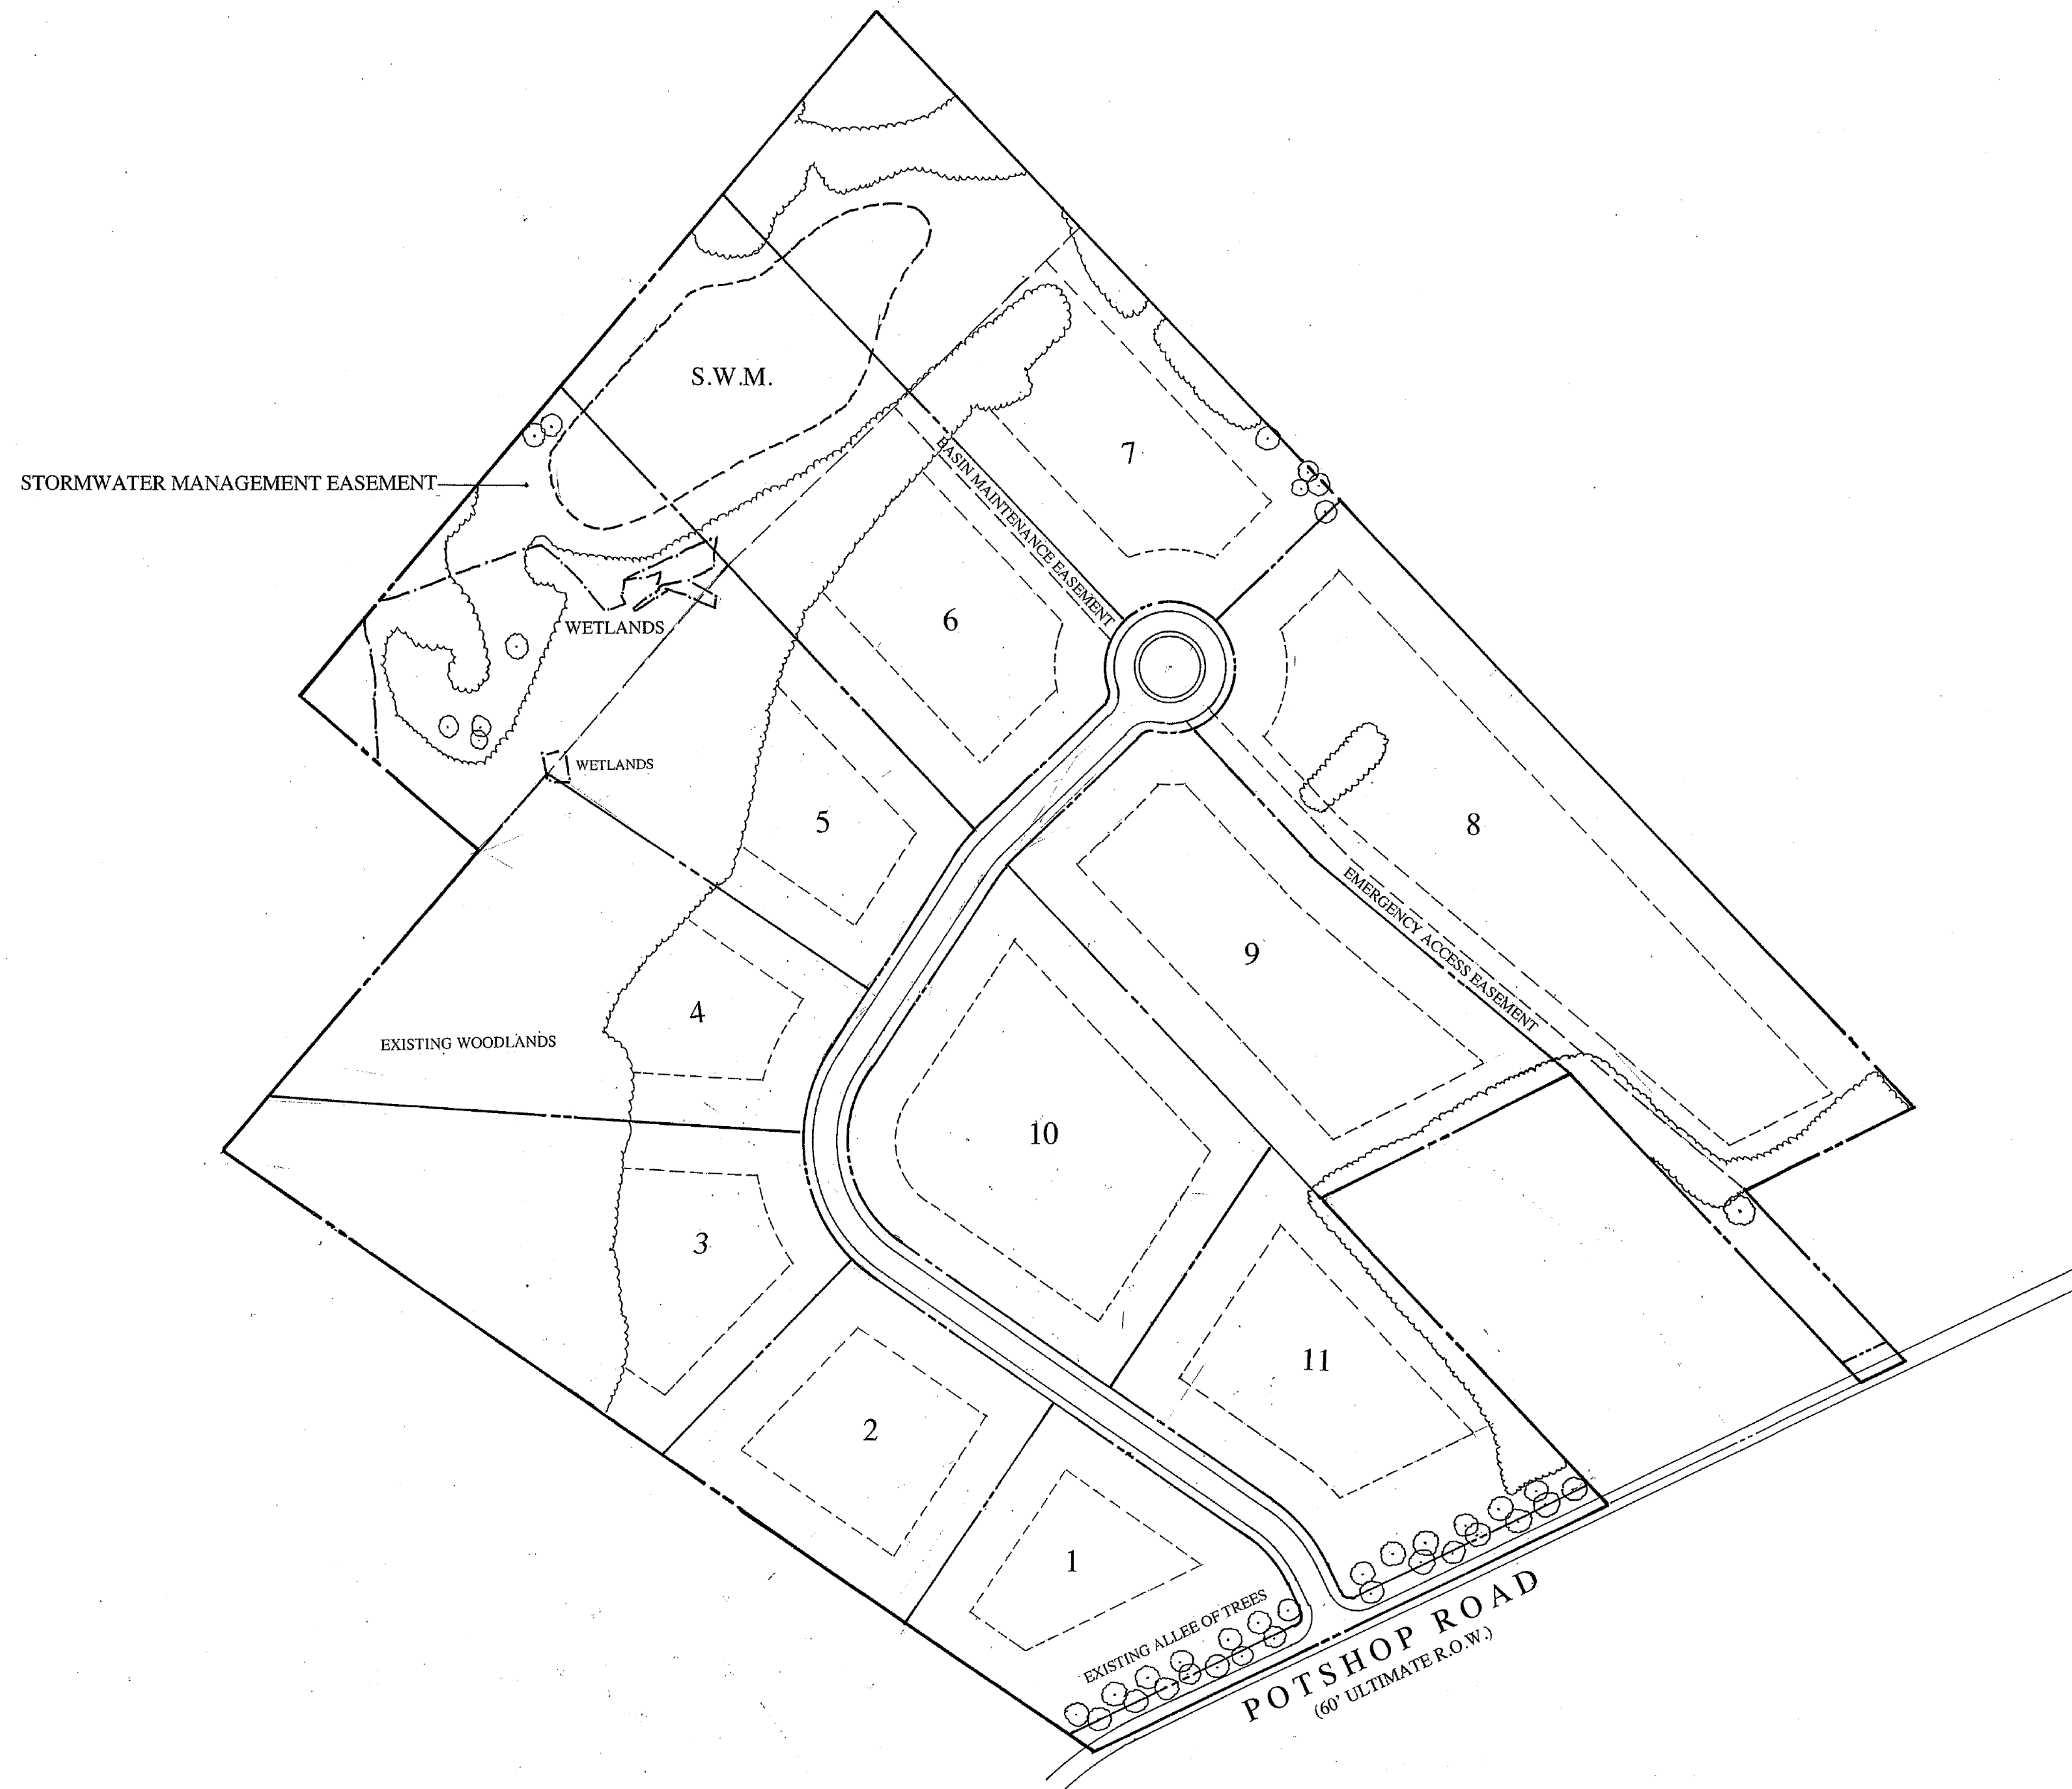 S.W.M.
7
STORMWATER MANAGEMENT EASEMENT
BASIN MAINTENANCE EASEMENT
6
WETLANDS
WETLANDS
5
8
EMERGENCY ACCESS EASEMENT
9
4
EXISTING WOODLANDS
10
3
11
2
1
EXISTING ALLEE OF TREES
POTSHOP ROAD
(60' ULTIMATE R.O.W.)